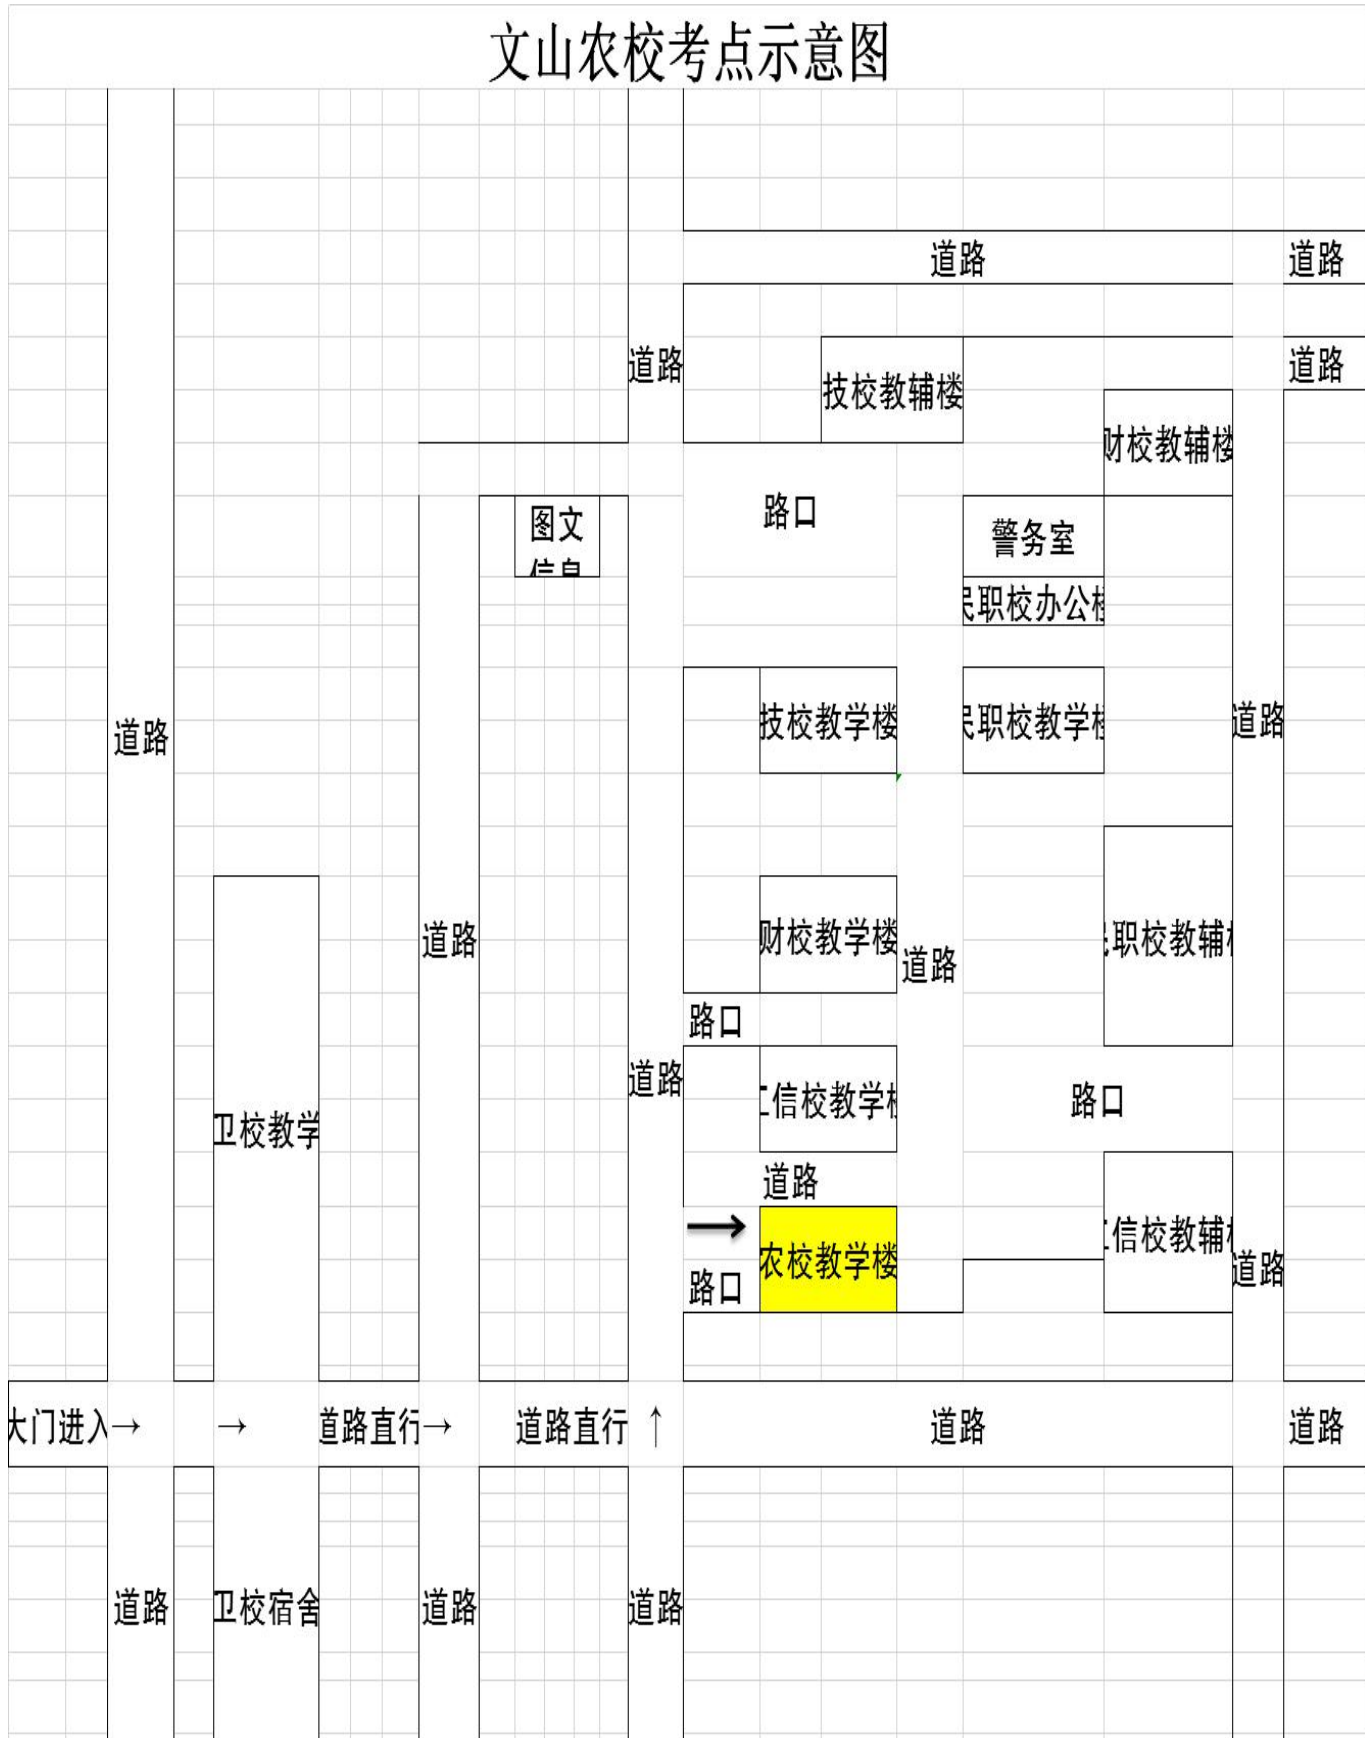 文山农校考点示意图
道路
道路
道路
技校教辅楼
道路
财校教辅楼
路口
图文
信息
警务室
民职校办公楼
技校教学楼
民职校教学楼
道路
道路
财校教学楼
职校教辅
道路
道路
路口
道路
信校教学
路口
卫校教学
道路
→
农校教学楼
信校教辅
道路
路口
大门进入
→
→
道路直行
→
道路直行
↑
道路
道路
道路
卫校宿舍
道路
道路